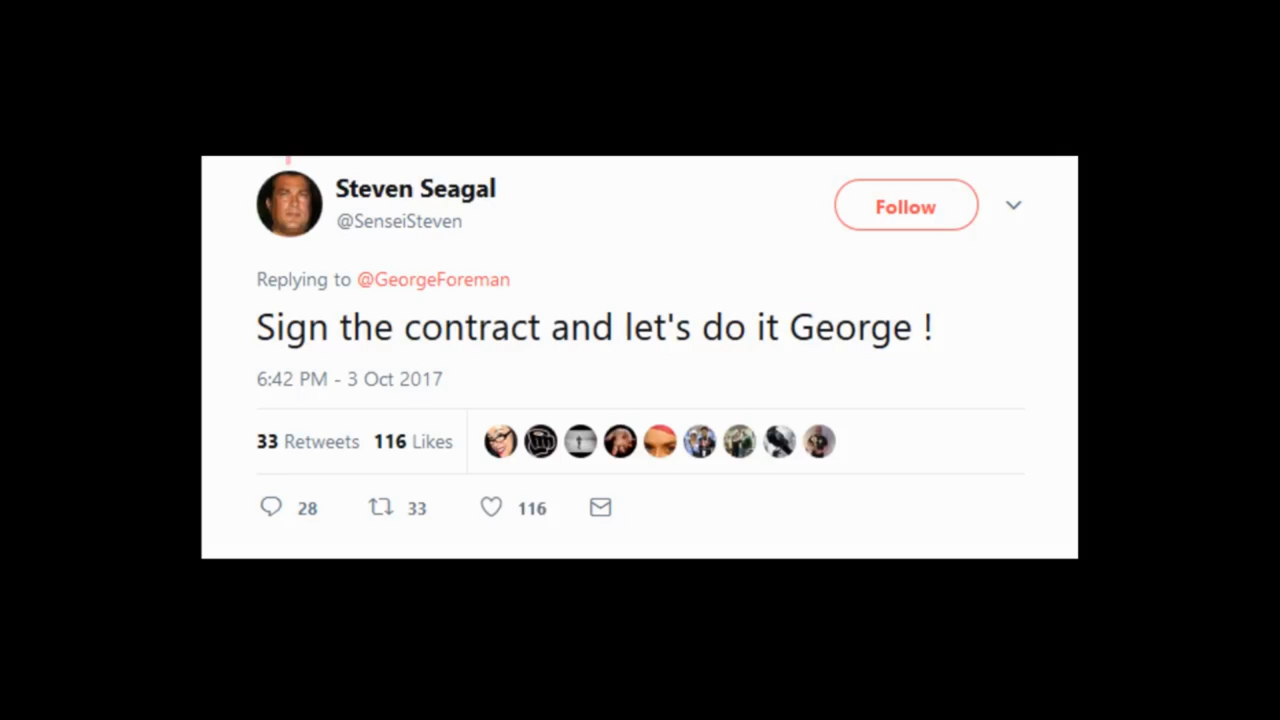 Steven Seagal
@SenseiSteven
Follow
Replying to @GeorgeForeman
Sign the contract and let's do it George !
6:42 PM - 3 Oct 2017
33 Retweets 116 Likes
28 33 116